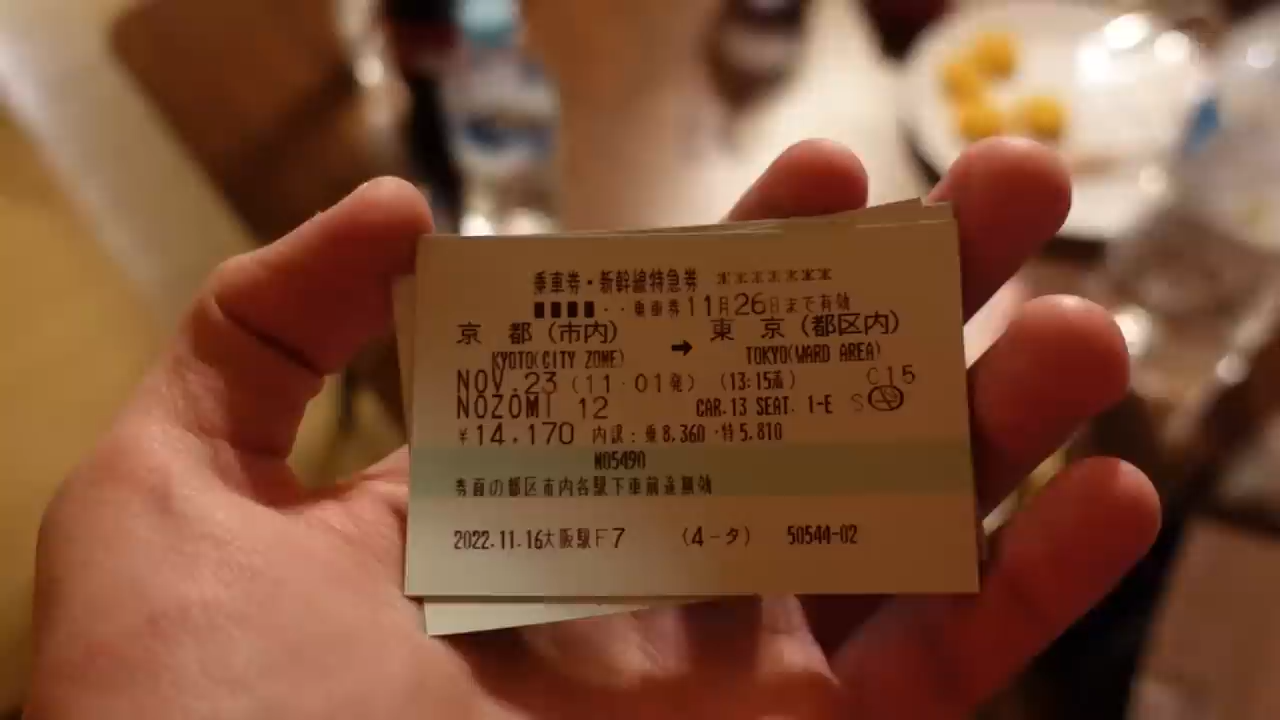 乗車券・新幹線特急券 ※※※※※※※
■■■■・・乗車券11月26日まで有効
京 都(市内) ➡ 東 京(都区内)
KYOTO(CITY ZONE) TOKYO(WARD AREA)
NOV.23 (11:01発) (13:15着) C15
NOZOMI 12 CAR.13 SEAT. 1-E S
¥14,170 内訳:乗8,360・特5,810
N05490
券面の都区市内各駅下車前途無効
2022.11.16大阪駅F7 (4-タ) 50544-02